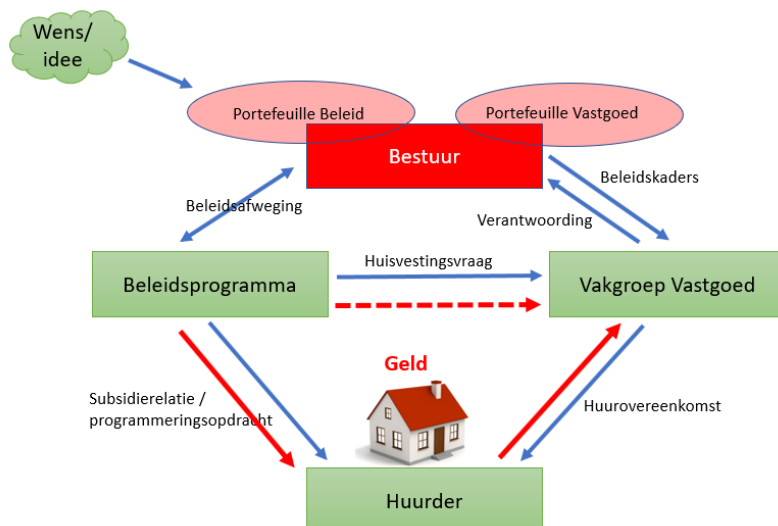 Wens/
idee
Portefeuille Beleid
Portefeuille Vastgoed
Bestuur
Beleidskaders
Beleidsafweging
Verantwoording
Huisvestingsvraag
Beleidsprogramma
Vakgroep Vastgoed
Geld
Subsidierelatie /
programmeringsopdracht
Huurovereenkomst
Huurder